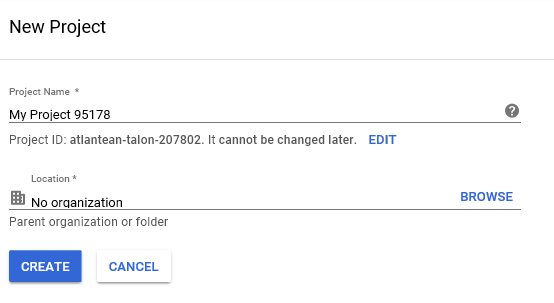 New Project
Project Name *
My Project 95178
Project ID: atlantean-talon-207802. It cannot be changed later. EDIT
Location *
No organization BROWSE
Parent organization or folder
CREATE CANCEL